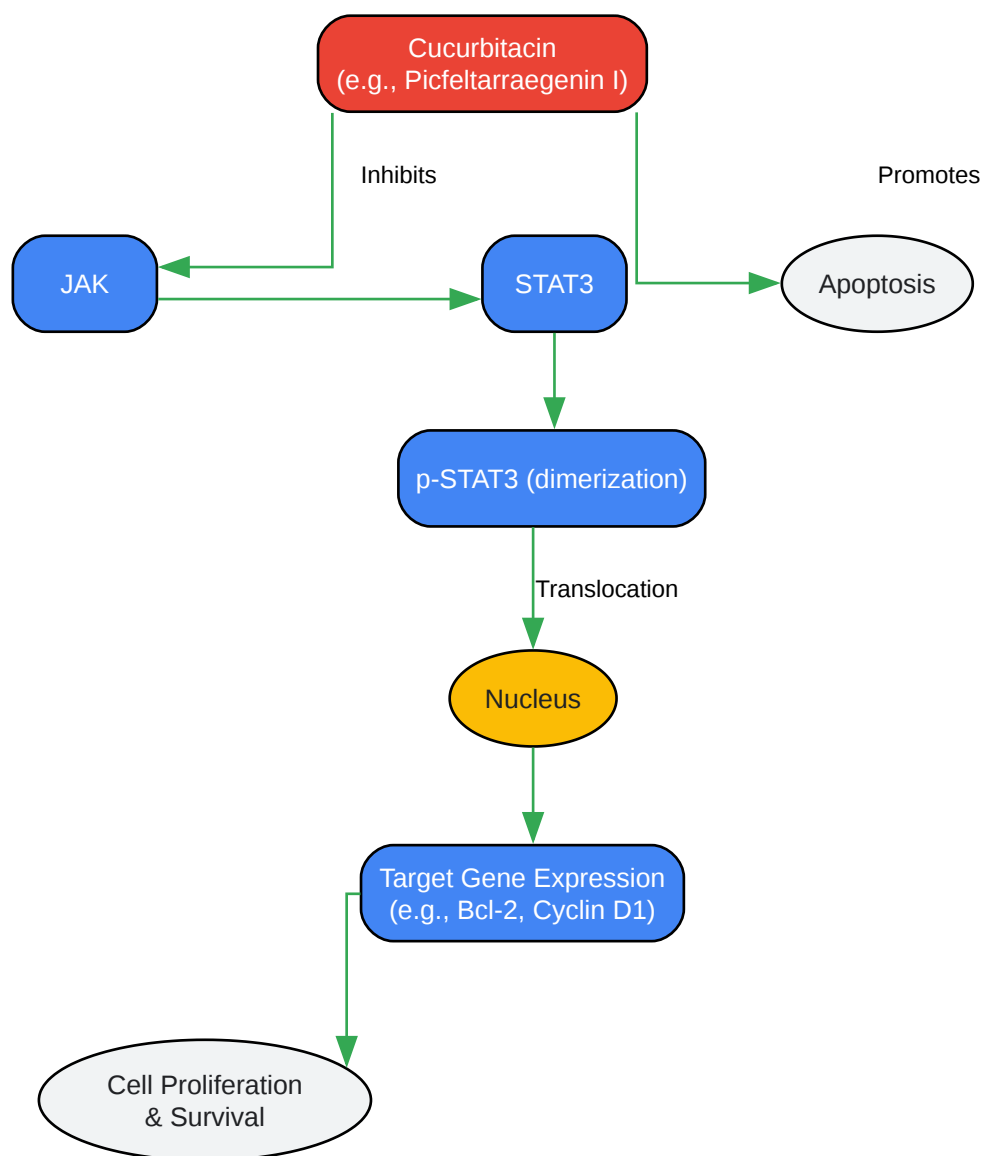 Cucurbitacin
(e.g., Picfeltarraegenin I)
Inhibits
Promotes
JAK
STAT3
Apoptosis
p-STAT3 (dimerization)
Translocation
Nucleus
Target Gene Expression
(e.g., Bcl-2, Cyclin D1)
Cell Proliferation
& Survival